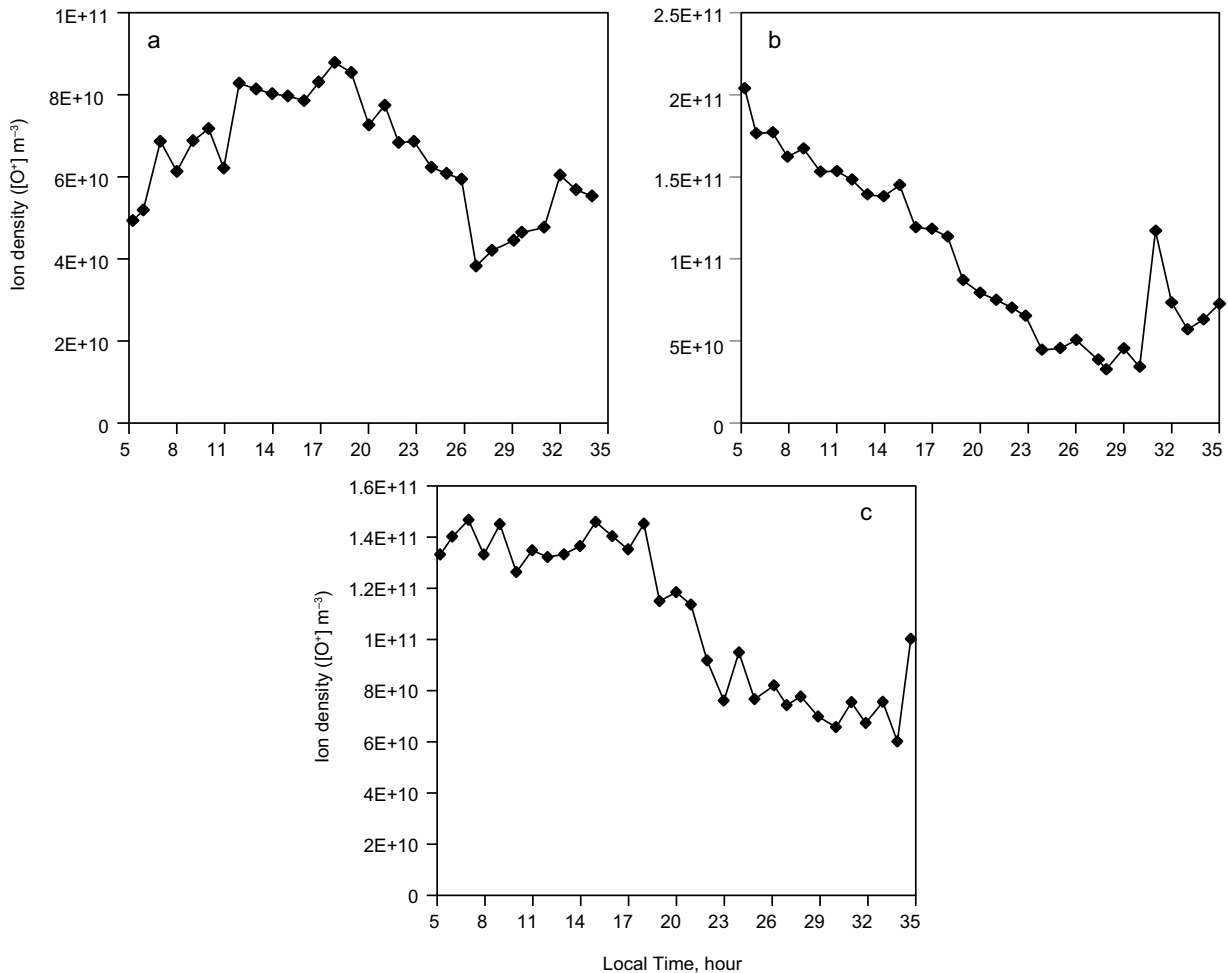 a
Ion density ([O⁺] m⁻³)
1E+11
8E+10
6E+10
4E+10
2E+10
0
5 8 11 14 17 20 23 26 29 32 35
b
2.5E+11
2E+11
1.5E+11
1E+11
5E+10
0
5 8 11 14 17 20 23 26 29 32 35
c
Ion density ([O⁺] m⁻³)
1.6E+11
1.4E+11
1.2E+11
1E+11
8E+10
6E+10
4E+10
2E+10
0
5 8 11 14 17 20 23 26 29 32 35
Local Time, hour